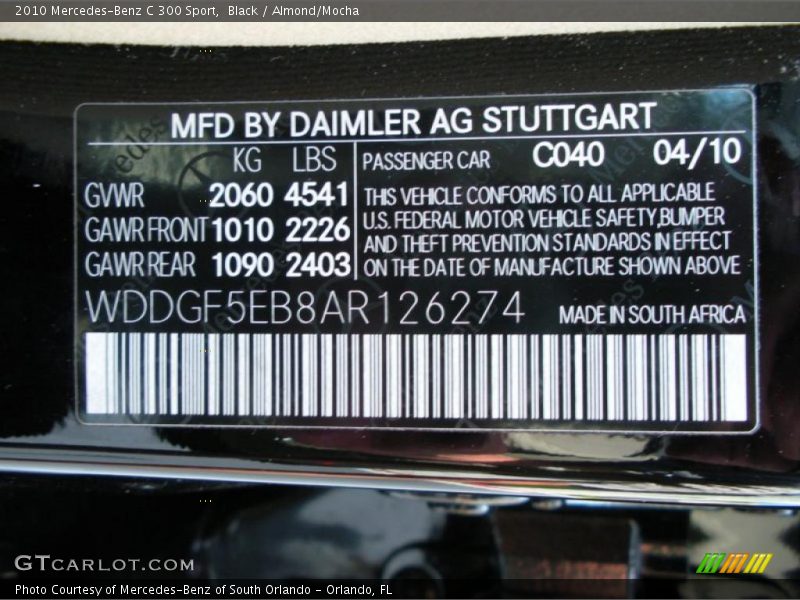 2010 Mercedes-Benz C 300 Sport,  Black / Almond/Mocha
MFD BY DAIMLER AG STUTTGART
KG LBS
GVWR 2060 4541
GAWR FRONT 1010 2226
GAWR REAR 1090 2403
PASSENGER CAR C040 04/10
THIS VEHICLE CONFORMS TO ALL APPLICABLE
U.S. FEDERAL MOTOR VEHICLE SAFETY,BUMPER
AND THEFT PREVENTION STANDARDS IN EFFECT
ON THE DATE OF MANUFACTURE SHOWN ABOVE
WDDGF5EB8AR126274 MADE IN SOUTH AFRICA
GTCARLOT.COM
Photo Courtesy of Mercedes-Benz of South Orlando - Orlando, FL